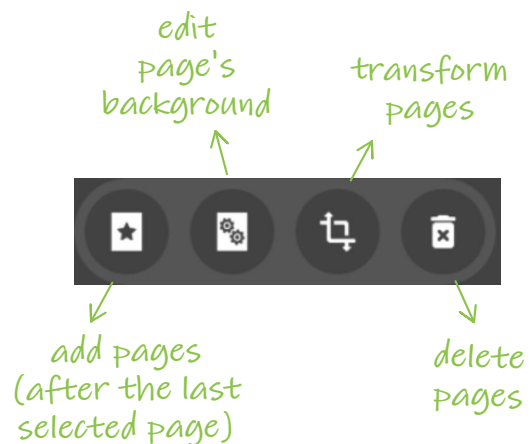 edit
page's
background
transform
pages
add pages
(after the last
selected page)
delete
pages